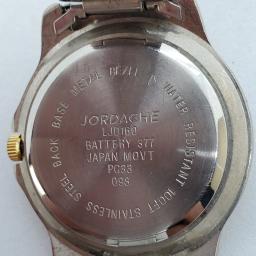 JORDACHE
LJ0160
BATTERY 377
JAPAN MOVT
PC33
098
BASE METAL BEZEL
WATER RESISTANT 100FT STAINLESS STEEL BACK